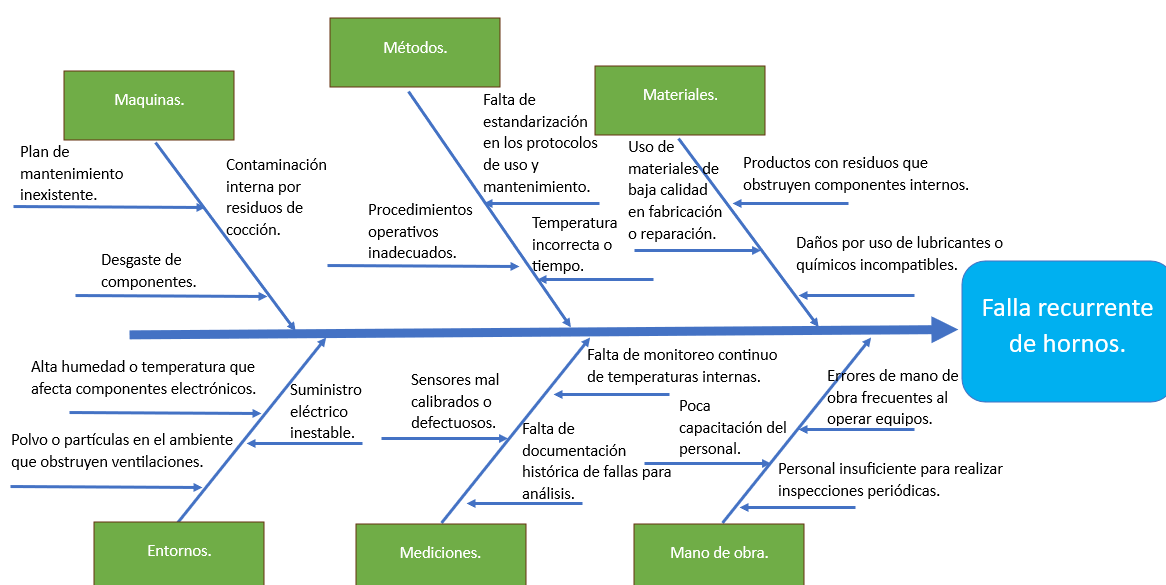 Maquinas.
Métodos.
Materiales.
Plan de
mantenimiento
inexistente.
Contaminación
interna por
residuos de
cocción.
Desgaste de
componentes.
Falta de
estandarización
en los protocolos
de uso y
mantenimiento.
Procedimientos
operativos
inadecuados.
Temperatura
incorrecta o
tiempo.
Uso de
materiales de
baja calidad
en fabricación
o reparación.
Productos con residuos que
obstruyen componentes internos.
Daños por uso de lubricantes o
químicos incompatibles.
Falla recurrente
de hornos.
Alta humedad o temperatura que
afecta componentes electrónicos.
Suministro
eléctrico
inestable.
Polvo o partículas en el ambiente
que obstruyen ventilaciones.
Sensores mal
calibrados o
defectuosos.
Falta de monitoreo continuo
de temperaturas internas.
Falta de
documentación
histórica de fallas para
análisis.
Poca
capacitación del
personal.
Errores de mano de
obra frecuentes al
operar equipos.
Personal insuficiente para realizar
inspecciones periódicas.
Entornos.
Mediciones.
Mano de obra.